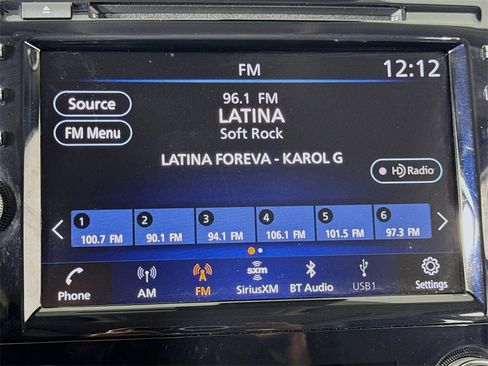 FM 12:12
Source
96.1 FM
LATINA
FM Menu
Soft Rock
LATINA FOREVA - KAROL G
HD Radio
1 2 3 4 5 6
100.7 FM 90.1 FM 94.1 FM 106.1 FM 101.5 FM 97.3 FM
sxm
Phone AM FM SiriusXM BT Audio USB1 Settings